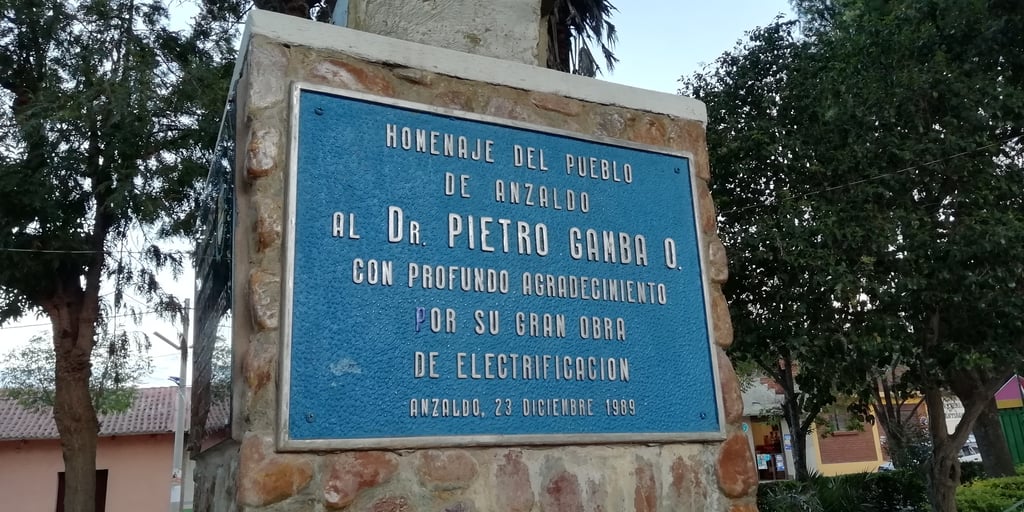 HOMENAJE DEL PUEBLO
DE ANZALDO
AL DR. PIETRO GAMBA O.
CON PROFUNDO AGRADECIMIENTO
POR SU GRAN OBRA
DE ELECTRIFICACION
ANZALDO, 23 DICIEMBRE 1989